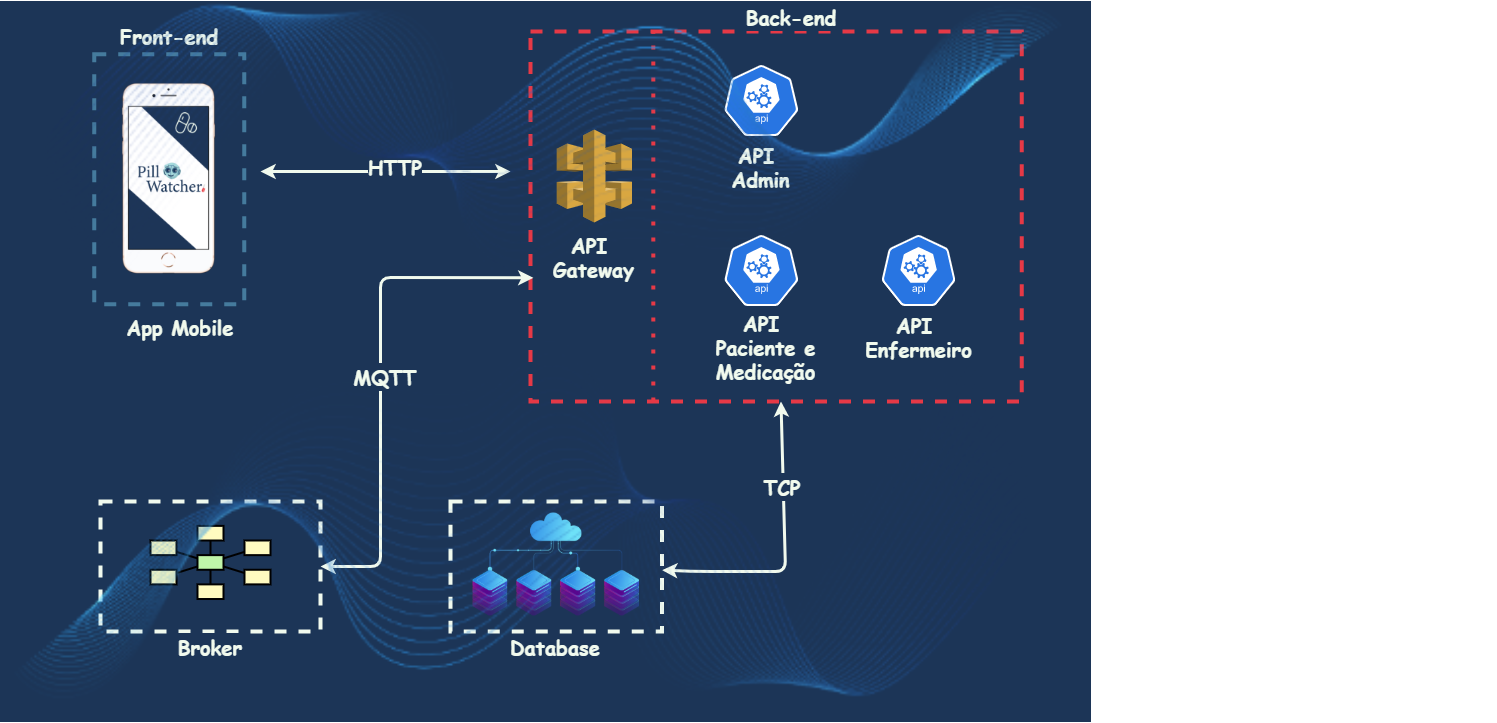 Front-end
Back-end
Pill
Watcher.
App Mobile
HTTP
API
Gateway
api
API
Admin
api
API
Paciente e
Medicação
api
API
Enfermeiro
MQTT
TCP
Broker
Database